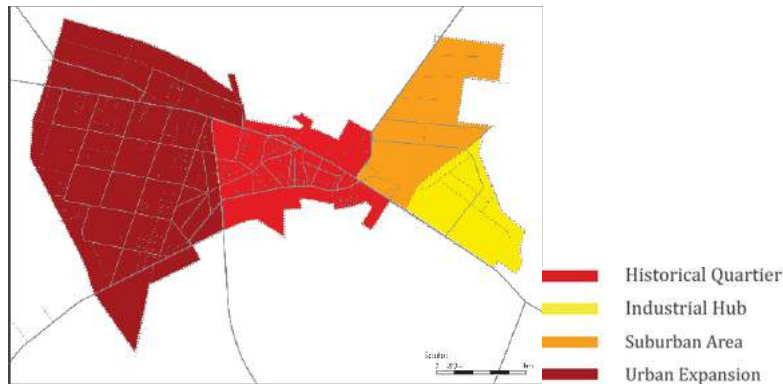 Historical Quartier
Industrial Hub
Suburban Area
Urban Expansion